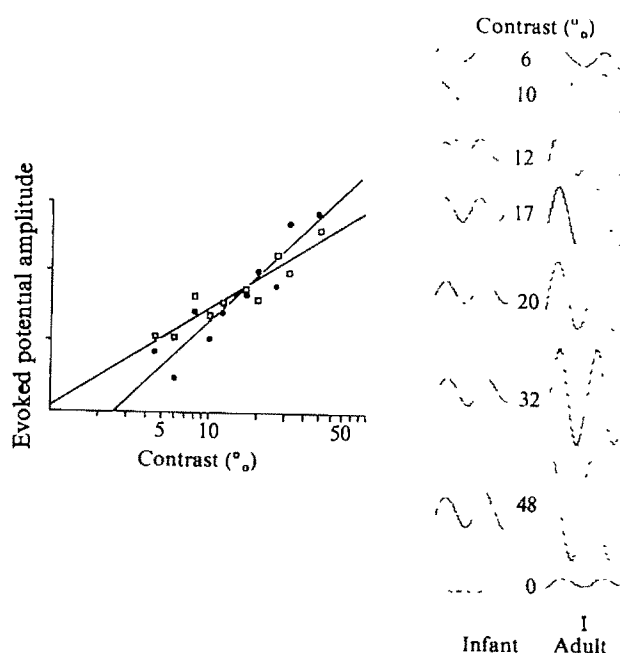 Evoked potential amplitude
5 10 50
Contrast (%)
Contrast (%)
6
10
12
17
20
32
48
0
I
Infant Adult